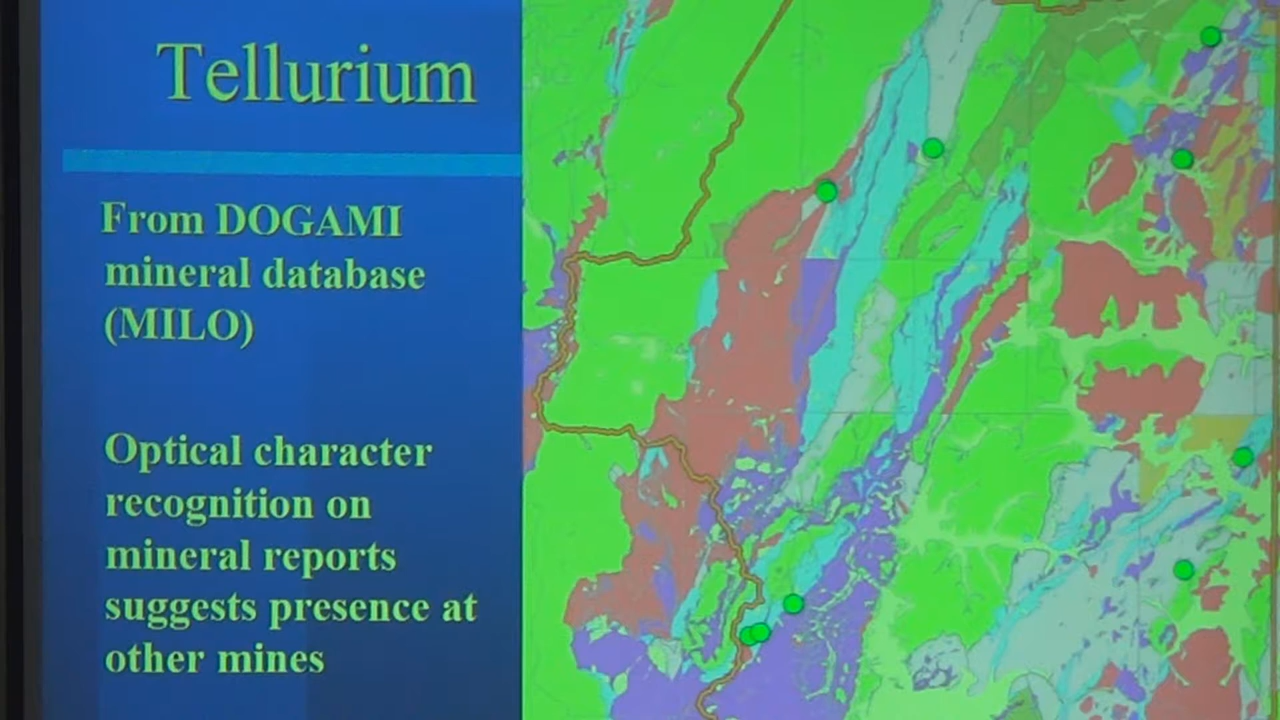 Tellurium
From DOGAMI
mineral database
(MILO)
Optical character
recognition on
mineral reports
suggests presence at
other mines